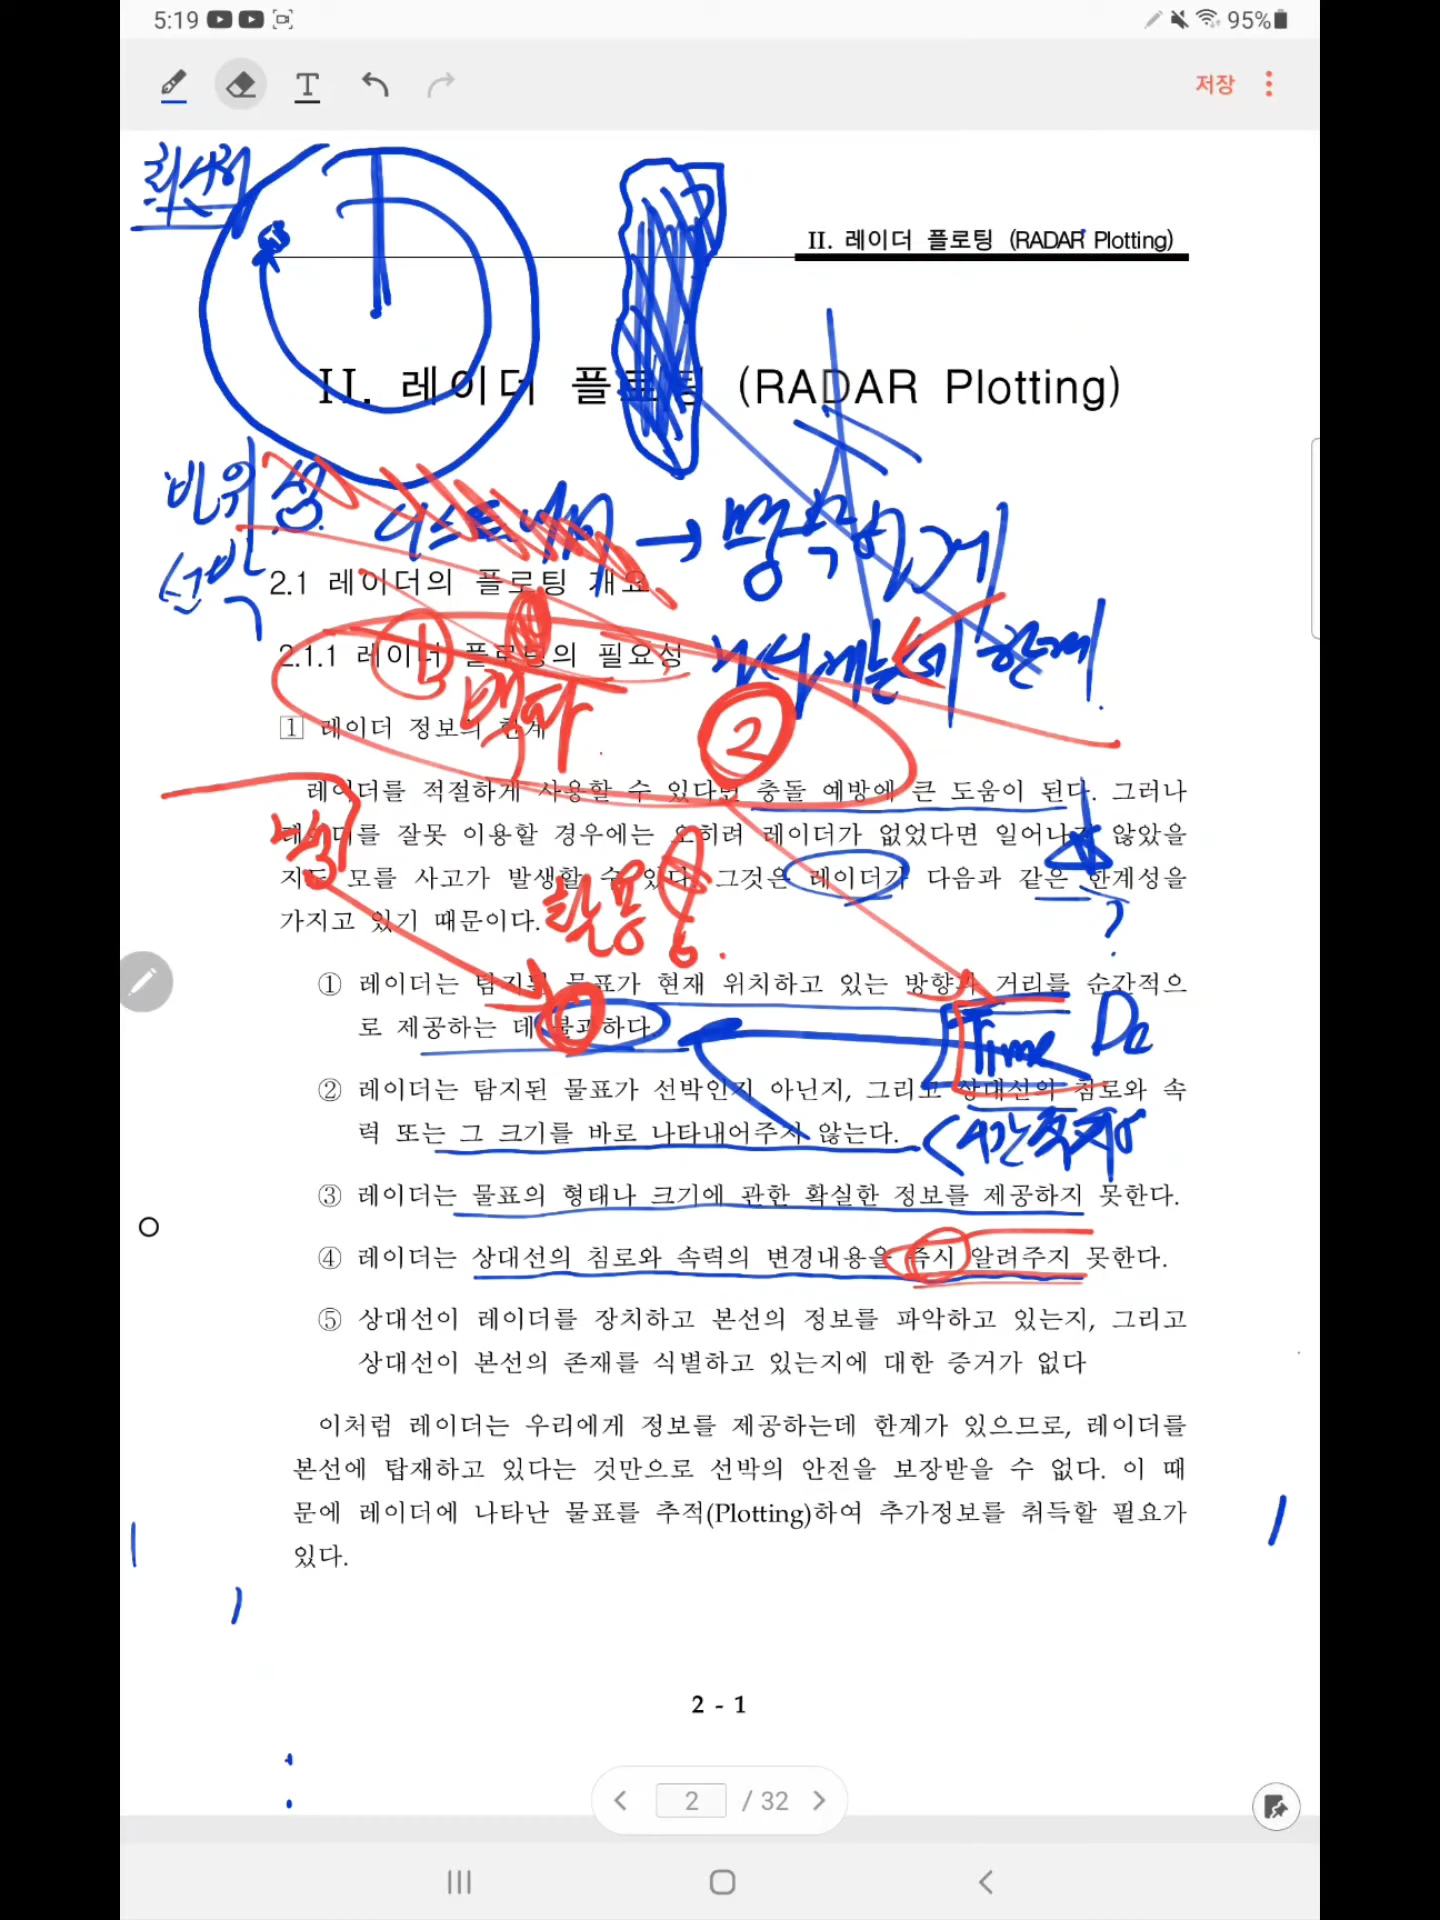 5:19
95%
저장
II. 레이더 플로팅 (RADAR Plotting)
II. 레이더 플로팅 (RADAR Plotting)
방위
선박
→
2.1 레이더의 플로팅 개요
2.1.1 레이더 플로팅의 필요성
②
1 레이더 정보의 한계
레이더를 적절하게 사용할 수 있다면 충돌 예방에 큰 도움이 된다. 그러나
레이더를 잘못 이용할 경우에는 오히려 레이더가 없었다면 일어나지 않았을
지도 모를 사고가 발생할 수 있다. 그것은 레이더가 다음과 같은 한계성을
가지고 있기 때문이다.
?
① 레이더는 탐지된 물표가 현재 위치하고 있는 방향과 거리를 순간적으
로 제공하는 데 불과하다.
Time
② 레이더는 탐지된 물표가 선박인지 아닌지, 그리고 상대선의 침로와 속
력 또는 그 크기를 바로 나타내어주지 않는다.
③ 레이더는 물표의 형태나 크기에 관한 확실한 정보를 제공하지 못한다.
④ 레이더는 상대선의 침로와 속력의 변경내용을 즉시 알려주지 못한다.
⑤ 상대선이 레이더를 장치하고 본선의 정보를 파악하고 있는지, 그리고
상대선이 본선의 존재를 식별하고 있는지에 대한 증거가 없다
이처럼 레이더는 우리에게 정보를 제공하는데 한계가 있으므로, 레이더를
본선에 탑재하고 있다는 것만으로 선박의 안전을 보장받을 수 없다. 이 때
문에 레이더에 나타난 물표를 추적(Plotting)하여 추가정보를 취득할 필요가
있다.
2 - 1
2 / 32